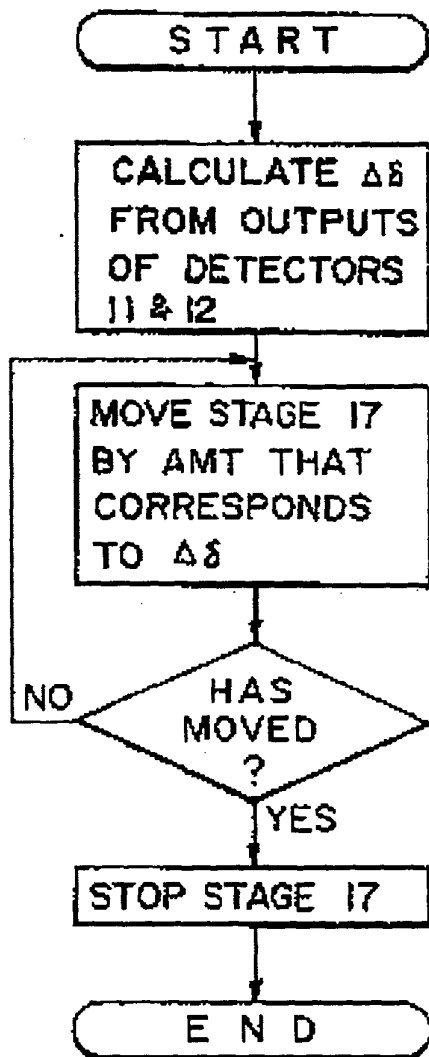 START
CALCULATE Δδ
FROM OUTPUTS
OF DETECTORS
11 & 12
MOVE STAGE 17
BY AMT THAT
CORRESPONDS
TO Δδ
HAS
MOVED
?
NO
YES
STOP STAGE 17
END